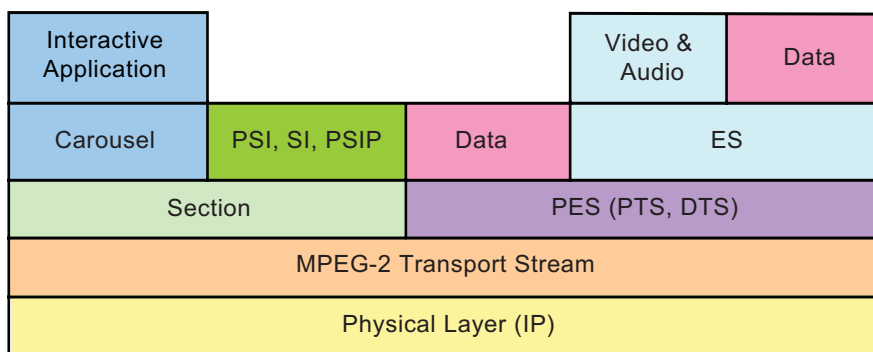 Interactive
Application
Video &
Audio
Data
Carousel
PSI, SI, PSIP
Data
ES
Section
PES (PTS, DTS)
MPEG-2 Transport Stream
Physical Layer (IP)